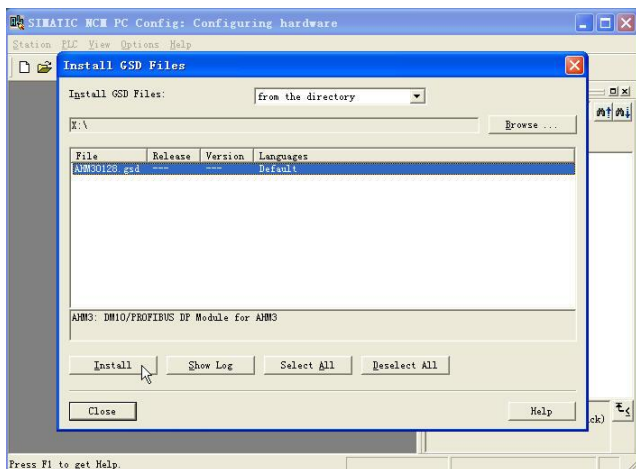 SIMATIC NCM PC Config: Configuring hardware
Station PLC View Options Help
Install GSD Files
Install GSD Files: from the directory
X:\ Browse ...
File Release Version Languages
AHM30128.gsd --- --- Default
AHM3: DM10/PROFIBUS DP Module for AHM3
Install Show Log Select All Deselect All
Close Help
ck)
Press F1 to get Help.